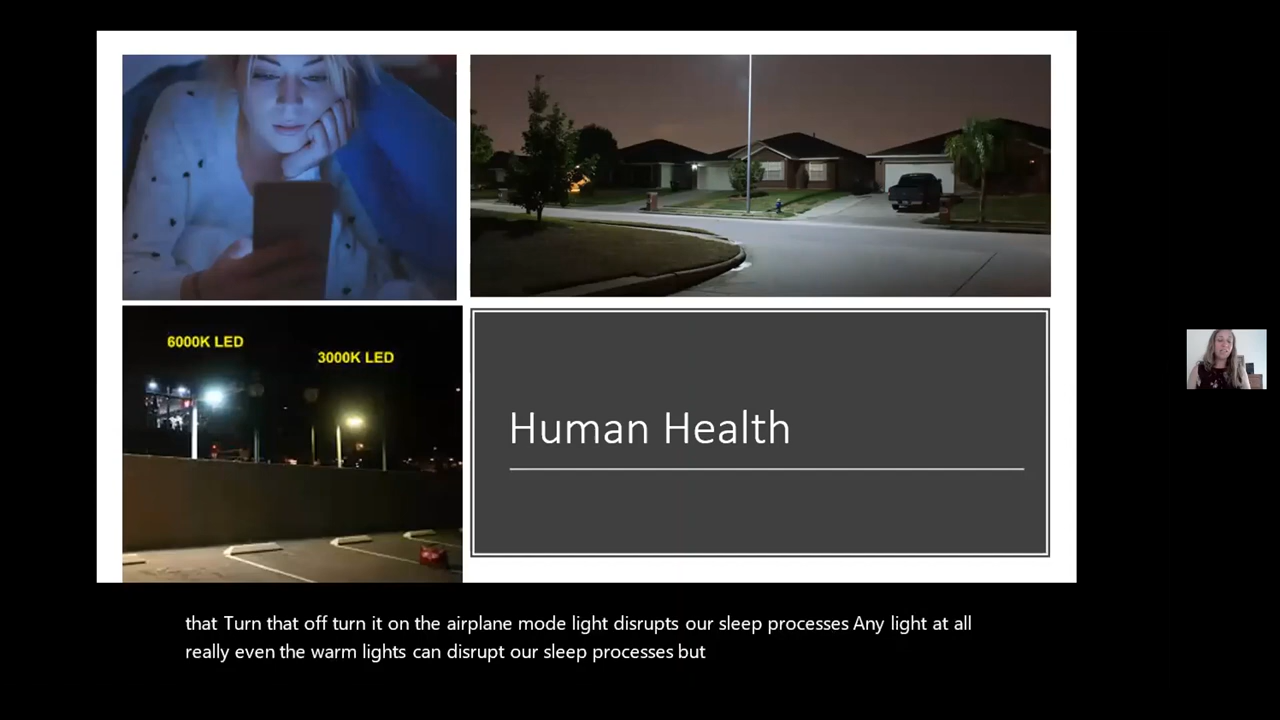 6000K LED
3000K LED
Human Health
that Turn that off turn it on the airplane mode light disrupts our sleep processes Any light at all
really even the warm lights can disrupt our sleep processes but